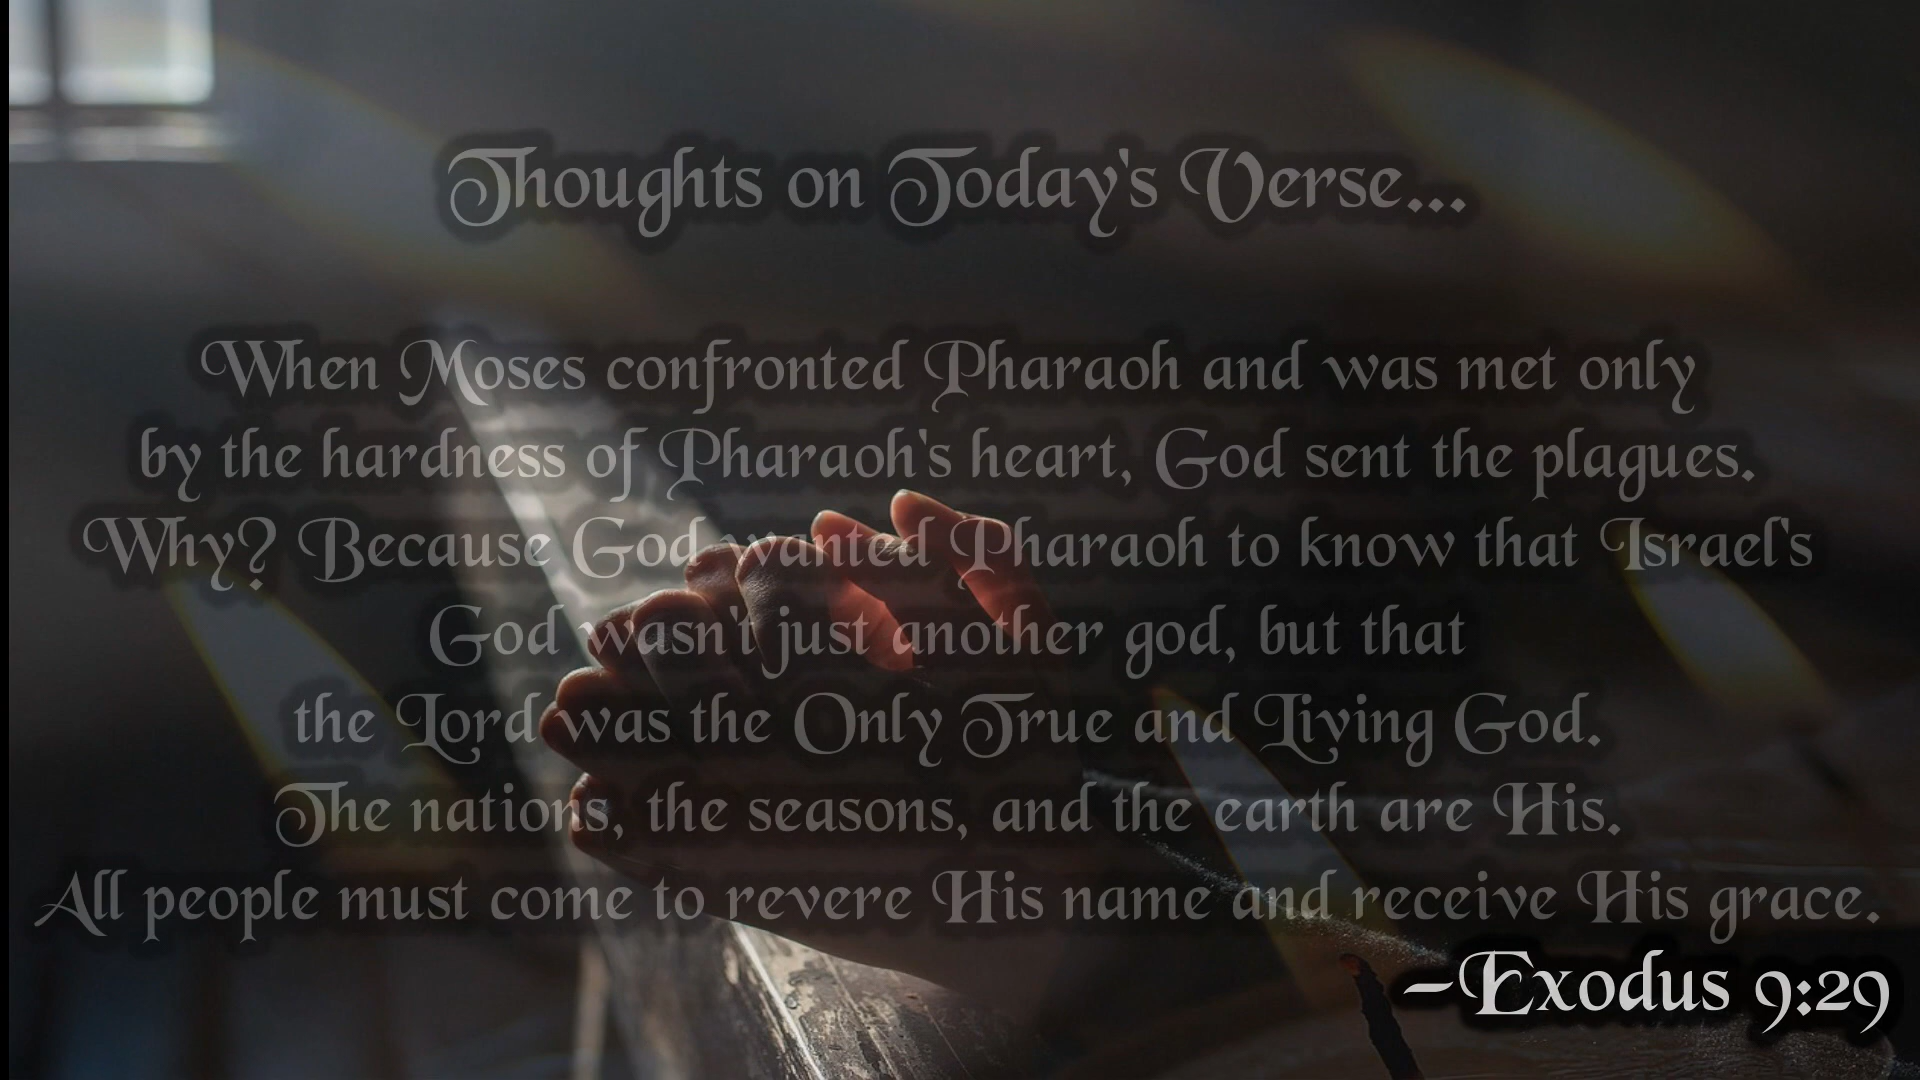 Thoughts on Today's Verse...
When Moses confronted Pharaoh and was met only
by the hardness of Pharaoh's heart, God sent the plagues.
Why? Because God wanted Pharaoh to know that Israel's
God wasn't just another god, but that
the Lord was the Only True and Living God.
The nations, the seasons, and the earth are His.
All people must come to revere His name and receive His grace.
-Exodus 9:29